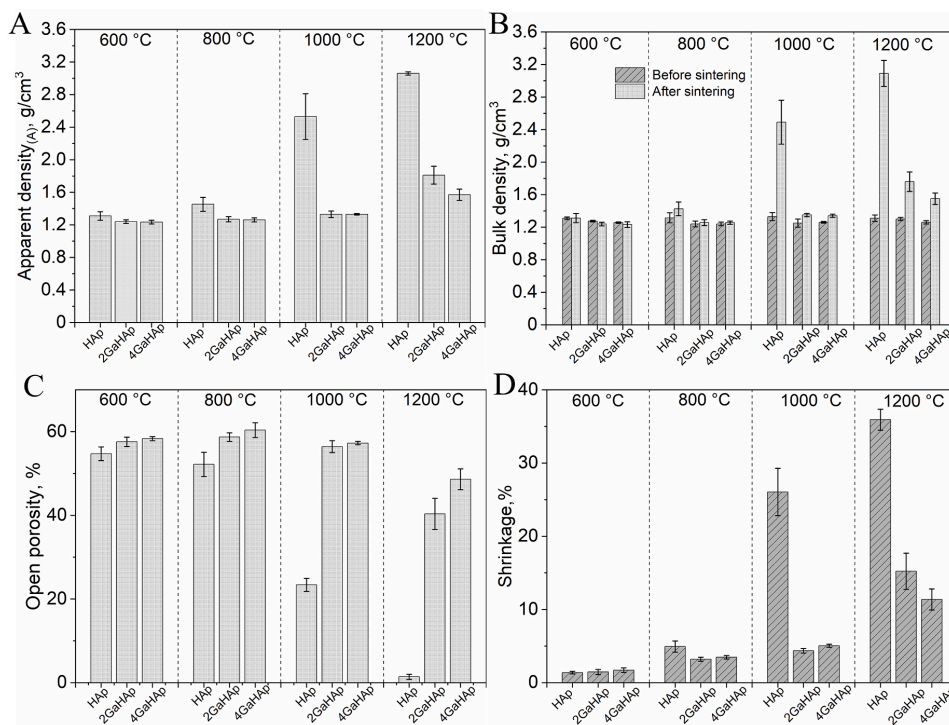 A
Apparent density(A), g/cm3
3.6
3.0
2.4
1.8
1.2
0.6
0
600 °C
800 °C
1000 °C
1200 °C
HAp
2GaHAp
4GaHAp
HAp
2GaHAp
4GaHAp
HAp
2GaHAp
4GaHAp
HAp
2GaHAp
4GaHAp
B
Bulk density, g/cm3
3.6
3.2
2.8
2.4
2.0
1.6
1.2
0.8
0.4
0
600 °C
800 °C
1000 °C
1200 °C
Before sintering
After sintering
HAp
2GaHAp
4GaHAp
HAp
2GaHAp
4GaHAp
HAp
2GaHAp
4GaHAp
HAp
2GaHAp
4GaHAp
C
Open porosity, %
60
40
20
0
600 °C
800 °C
1000 °C
1200 °C
HAp
2GaHAp
4GaHAp
HAp
2GaHAp
4GaHAp
HAp
2GaHAp
4GaHAp
HAp
2GaHAp
4GaHAp
D
Shrinkage,%
40
30
20
10
0
600 °C
800 °C
1000 °C
1200 °C
HAp
2GaHAp
4GaHAp
HAp
2GaHAp
4GaHAp
HAp
2GaHAp
4GaHAp
HAp
2GaHAp
4GaHAp